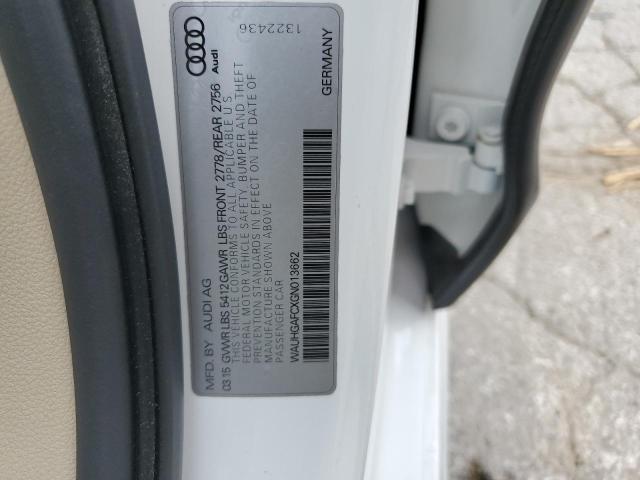 MFD. BY AUDI AG
03.15 GVWR LBS 5412 GAWR LBS FRONT 2778/REAR 2756
THIS VEHICLE CONFORMS TO ALL APPLICABLE U S
FEDERAL MOTOR VEHICLE SAFETY, BUMPER AND THEFT
PREVENTION STANDARDS IN EFFECT ON THE DATE OF
MANUFACTURE SHOWN ABOVE
PASSENGER CAR
WAUHGAFCXGN013662
GERMANY
Audi
1322436